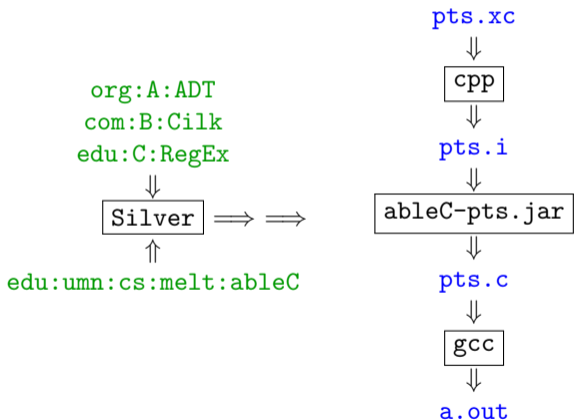 org:A:ADT
com:B:Cilk
edu:C:RegEx
Silver
edu:umn:cs:melt:ableC
pts.xc
cpp
pts.i
ableC-pts.jar
pts.c
gcc
a.out